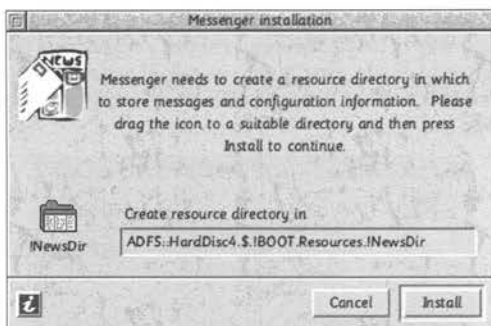 Messenger installation
NEWS
Messenger needs to create a resource directory in which
to store messages and configuration information. Please
drag the icon to a suitable directory and then press
Install to continue.
Create resource directory in
!NewsDir
ADFS::HardDisc4.$.!BOOT.Resources.!NewsDir
i
Cancel
Install